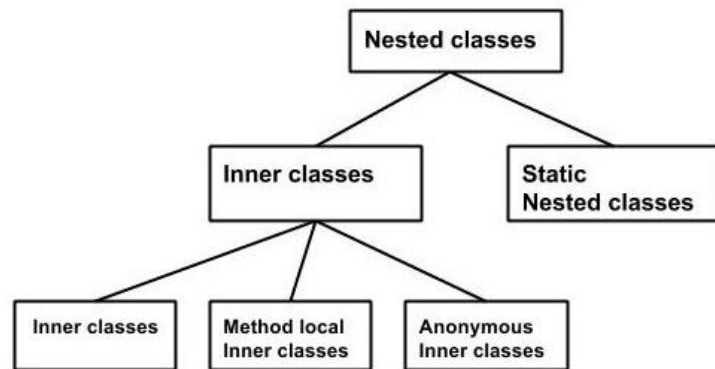 Nested classes
Inner classes
Static
Nested classes
Inner classes
Method local
Inner classes
Anonymous
Inner classes